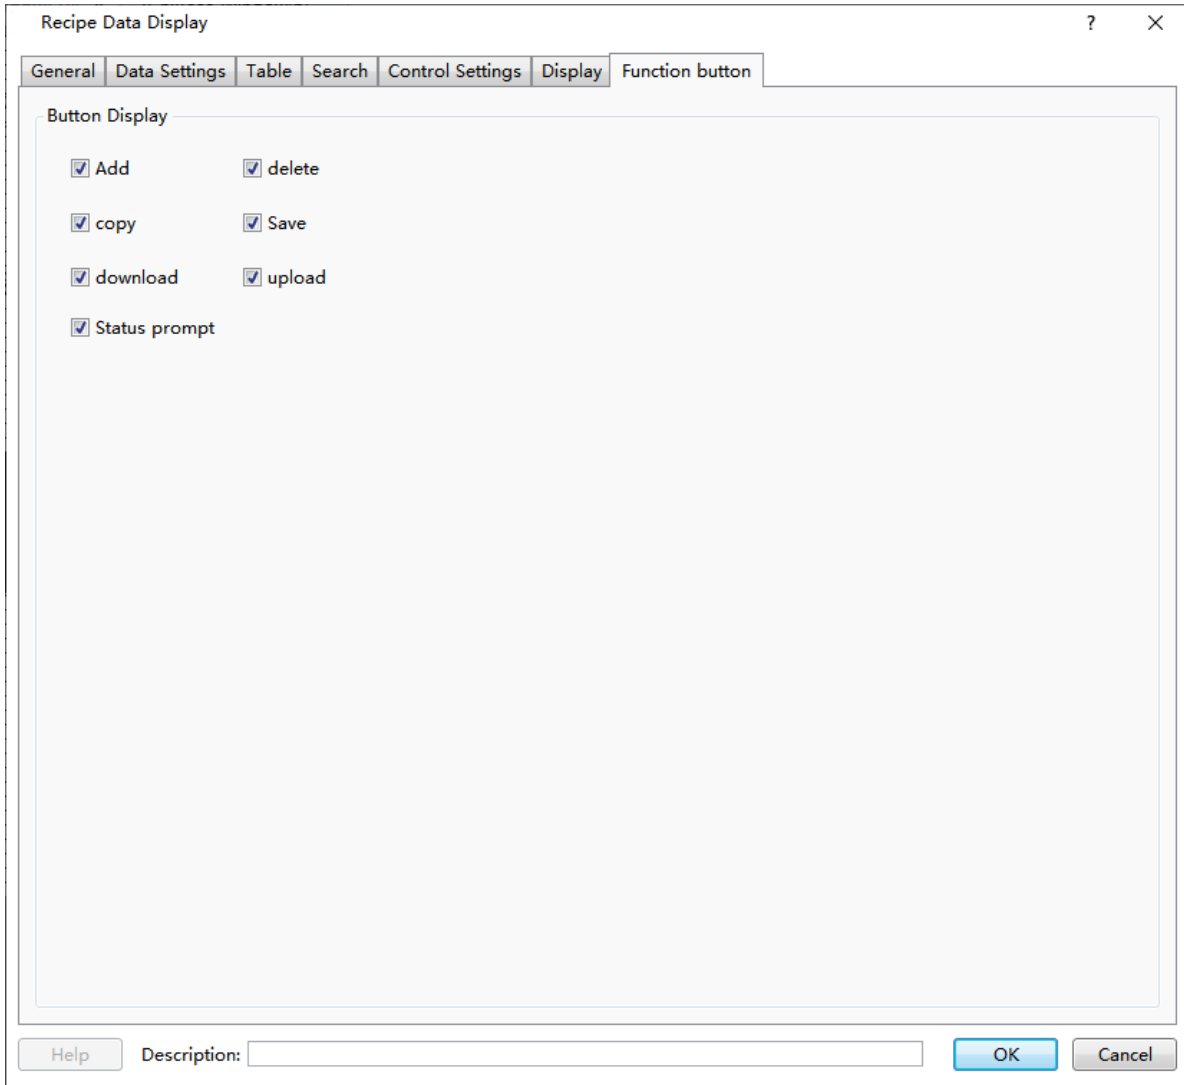 Recipe Data Display ?
General Data Settings Table Search Control Settings Display Function button
Button Display
Add delete
copy Save
download upload
Status prompt
Help Description: OK Cancel